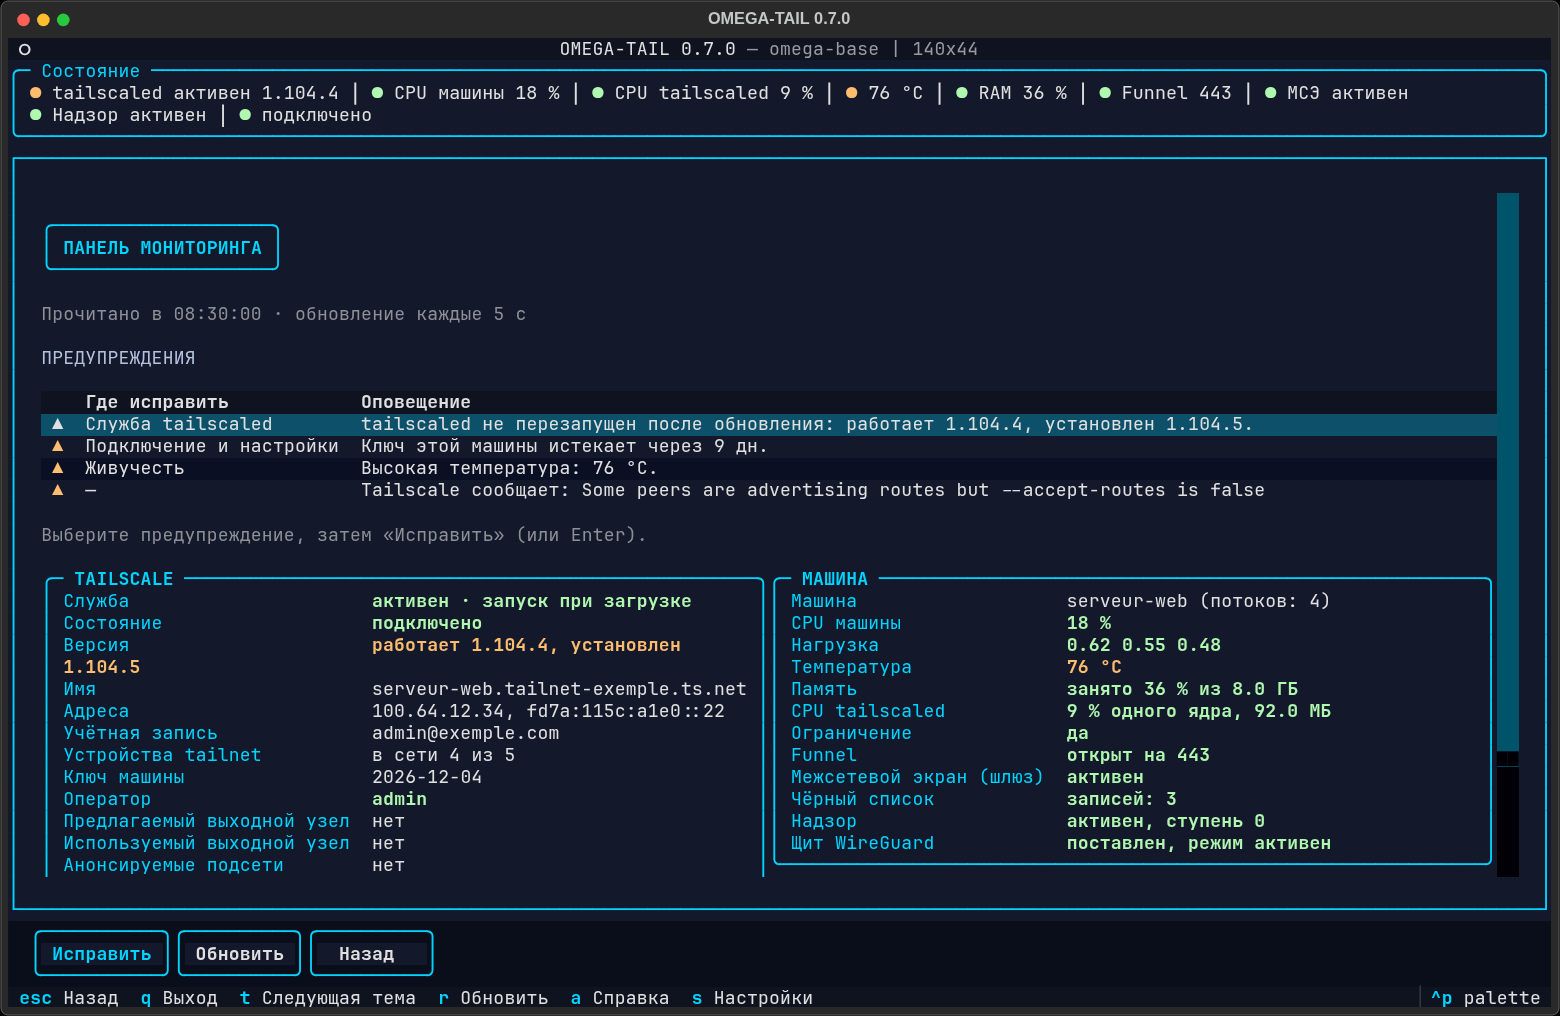 OMEGA-TAIL 0.7.0
OMEGA-TAIL 0.7.0 — omega-base | 140x44
Состояние
● tailscaled активен 1.104.4 │ ● CPU машины 18 % │ ● CPU tailscaled 9 % │ ● 76 °C │ ● RAM 36 % │ ● Funnel 443 │ ● МСЭ активен
● Надзор активен │ ● подключено
ПАНЕЛЬ МОНИТОРИНГА
Прочитано в 08:30:00 · обновление каждые 5 с
ПРЕДУПРЕЖДЕНИЯ
Где исправить Оповещение
▲ Служба tailscaled tailscaled не перезапущен после обновления: работает 1.104.4, установлен 1.104.5.
▲ Подключение и настройки Ключ этой машины истекает через 9 дн.
▲ Живучесть Высокая температура: 76 °C.
▲ — Tailscale сообщает: Some peers are advertising routes but --accept-routes is false
Выберите предупреждение, затем «Исправить» (или Enter).
TAILSCALE
Служба активен · запуск при загрузке
Состояние подключено
Версия работает 1.104.4, установлен
1.104.5
Имя serveur-web.tailnet-exemple.ts.net
Адреса 100.64.12.34, fd7a:115c:a1e0::22
Учётная запись admin@exemple.com
Устройства tailnet в сети 4 из 5
Ключ машины 2026-12-04
Оператор admin
Предлагаемый выходной узел нет
Используемый выходной узел нет
Анонсируемые подсети нет
МАШИНА
Машина serveur-web (потоков: 4)
CPU машины 18 %
Нагрузка 0.62 0.55 0.48
Температура 76 °C
Память занято 36 % из 8.0 ГБ
CPU tailscaled 9 % одного ядра, 92.0 МБ
Ограничение да
Funnel открыт на 443
Межсетевой экран (шлюз) активен
Чёрный список записей: 3
Надзор активен, ступень 0
Щит WireGuard поставлен, режим активен
Исправить Обновить Назад
esc Назад q Выход t Следующая тема r Обновить a Справка s Настройки ^p palette